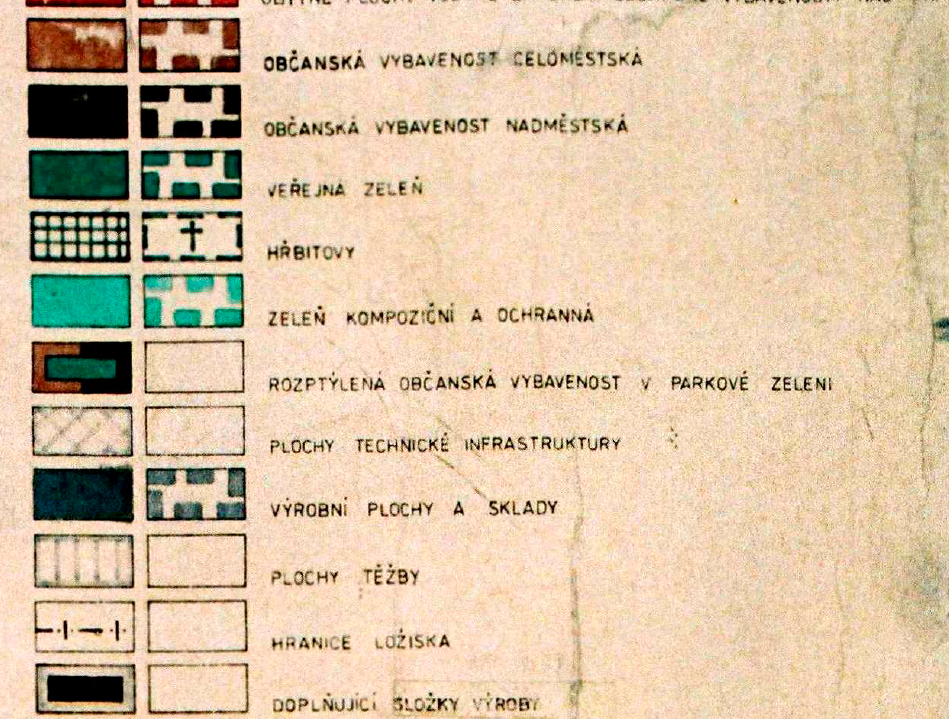 OBČANSKÁ VYBAVENOST CELOMĚSTSKÁ
OBČANSKÁ VYBAVENOST NADMĚSTSKÁ
VEŘEJNÁ ZELEŇ
HŘBITOVY
ZELEŇ KOMPOZIČNÍ A OCHRANNÁ
ROZPTÝLENÁ OBČANSKÁ VYBAVENOST V PARKOVÉ ZELENI
PLOCHY TECHNICKÉ INFRASTRUKTURY
VÝROBNÍ PLOCHY A SKLADY
PLOCHY TĚŽBY
HRANICE LOŽISKA
DOPLŇUJÍCÍ SLOŽKY VÝROBY